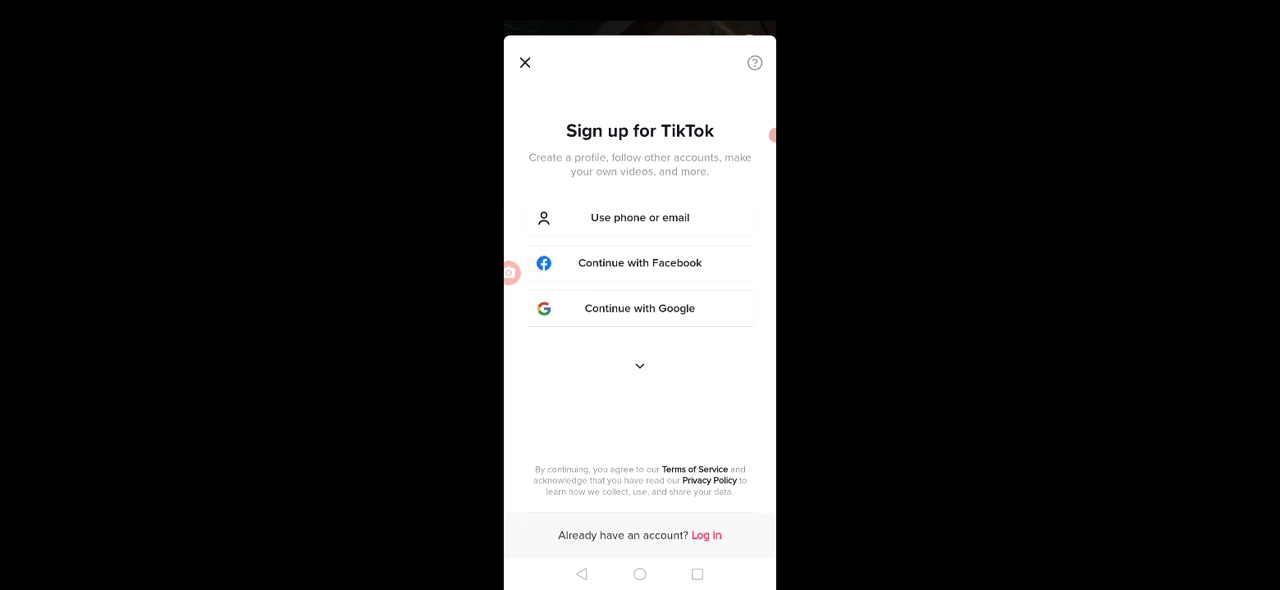 Sign up for TikTok
Create a profile, follow other accounts, make
your own videos, and more.
Use phone or email
Continue with Facebook
Continue with Google
By continuing, you agree to our Terms of Service and
acknowledge that you have read our Privacy Policy to
learn how we collect, use, and share your data.
Already have an account? Log in